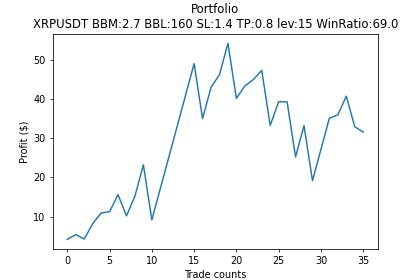 Portfolio
XRPUSDT BBM:2.7 BBL:160 SL:1.4 TP:0.8 lev:15 WinRatio:69.0
Profit ($)
50
40
30
20
10
0 5 10 15 20 25 30 35
Trade counts